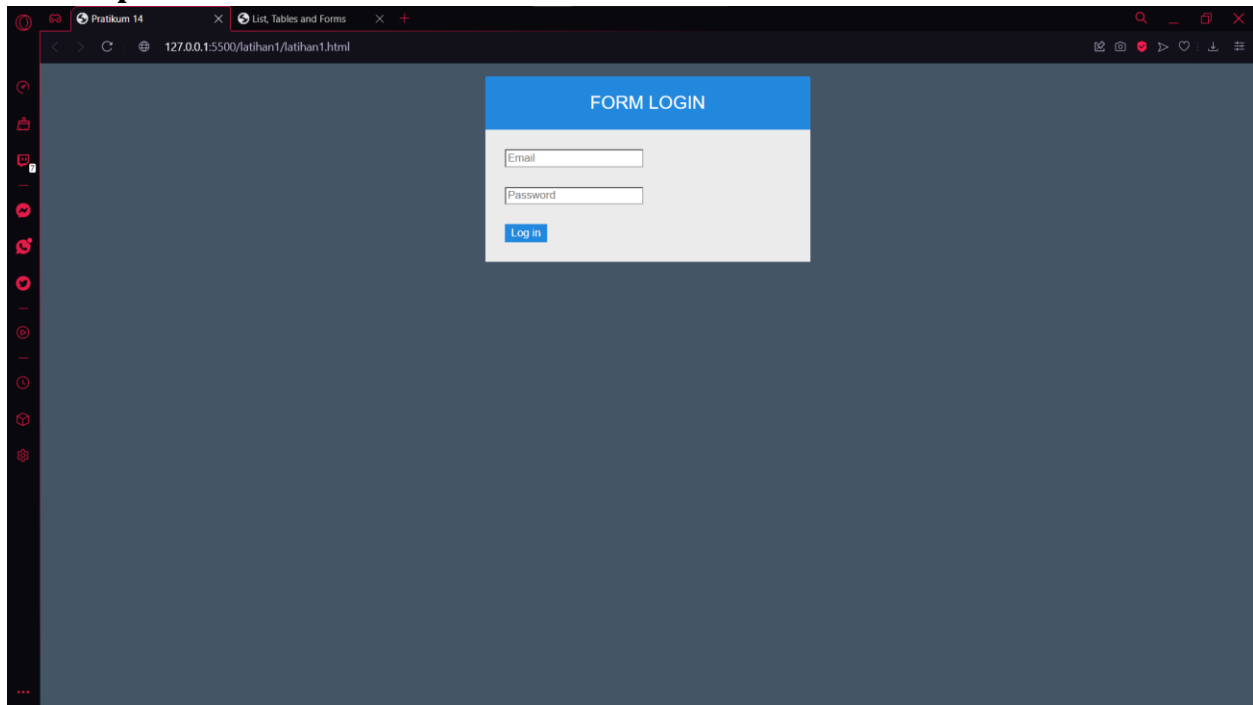 Pratikum 14
List, Tables and Forms
127.0.0.1:5500/latihan1/latihan1.html
7
FORM LOGIN
Email
Password
Log in